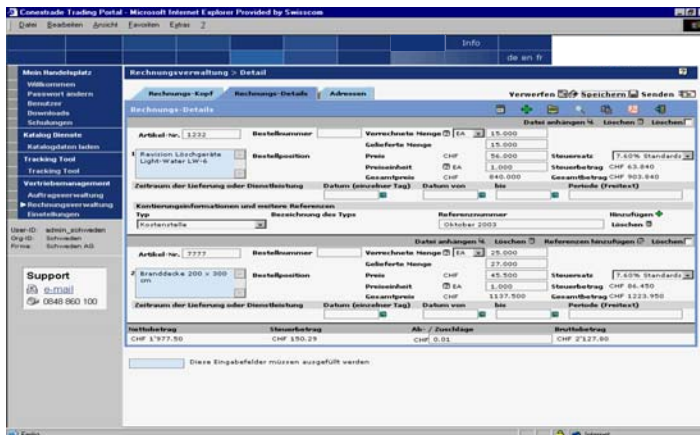 Conextrade Trading Portal - Microsoft Internet Explorer Provided by Swisscom
Datei Bearbeiten Ansicht Favoriten Extras ?
Info
de en fr
Mein Handelsplatz
Willkommen
Passwort ändern
Benutzer
Downloads
Schulungen
Katalog Dienste
Katalogdaten laden
Tracking Tool
Tracking Tool
Vertriebsmanagement
Auftragsverwaltung
Rechnungsverwaltung
Einstellungen
User-ID: admin_schweden
Org-ID: Schweden
Firma: Schweden AG
Support
e-mail
0848 860 100
Rechnungsverwaltung > Detail
Rechnungs-Kopf Rechnungs-Details Adressen Verwerfen Speichern Senden
Rechnungs-Details
Datei anhängen Löschen Löschen
Artikel-nr. 1232 Bestellnummer Verrechnete Menge EA 15.000
Gelieferte Menge 15.000
1 Revision Löschgeräte Light-Water LW-6 Bestellposition Preis CHF 56.000 Steuersatz 7.60% Standards
Preiseinheit EA 1.000 Steuerbetrag CHF 63.840
Gesamtpreis CHF 840.000 Gesamtbetrag CHF 903.840
Zeitraum der Lieferung oder Dienstleistung Datum (einzelner Tag) Datum von bis Periode (Freitext)
Kontierungsinformationen und weitere Referenzen
Typ Bezeichnung des Typs Referenznummer Hinzufügen
Kostenstelle Oktober 2003 Löschen
Datei anhängen Löschen Referenzen hinzufügen Löschen
Artikel-nr. 7777 Bestellnummer Verrechnete Menge EA 25.000
Gelieferte Menge 27.000
2 Branddecke 200 x 300 cm Bestellposition Preis CHF 45.500 Steuersatz 7.60% Standards
Preiseinheit EA 1.000 Steuerbetrag CHF 86.450
Gesamtpreis CHF 1137.500 Gesamtbetrag CHF 1223.950
Zeitraum der Lieferung oder Dienstleistung Datum (einzelner Tag) Datum von bis Periode (Freitext)
Nettobetrag Steuerbetrag Ab- / Zuschläge Bruttobetrag
CHF 1'977.50 CHF 150.29 CHF 0.01 CHF 2'127.80
Diese Eingabefelder müssen ausgefüllt werden
Internet